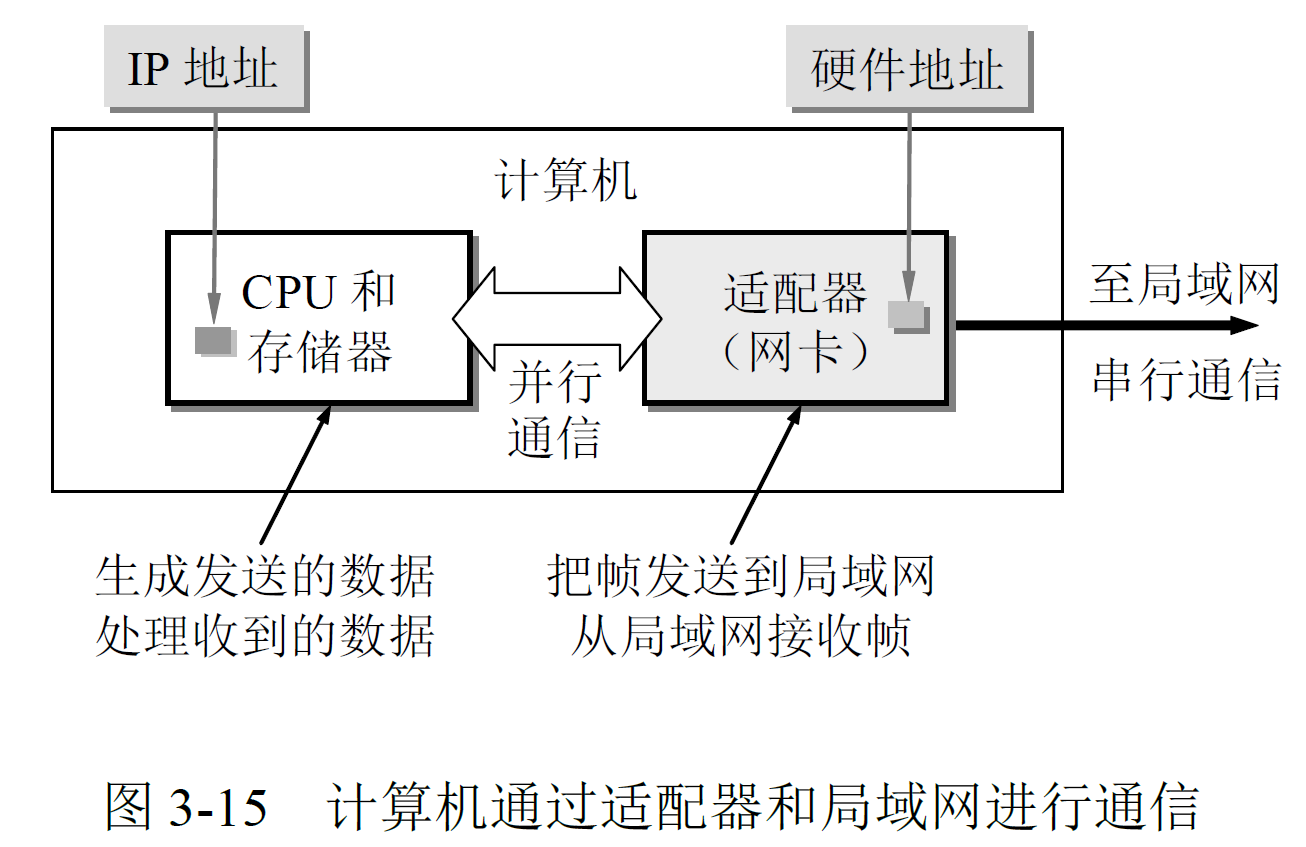 IP 地址
硬件地址
计算机
CPU 和
存储器
适配器
（网卡）
并行
通信
至局域网
串行通信
生成发送的数据
处理收到的数据
把帧发送到局域网
从局域网接收帧
图 3-15 计算机通过适配器和局域网进行通信